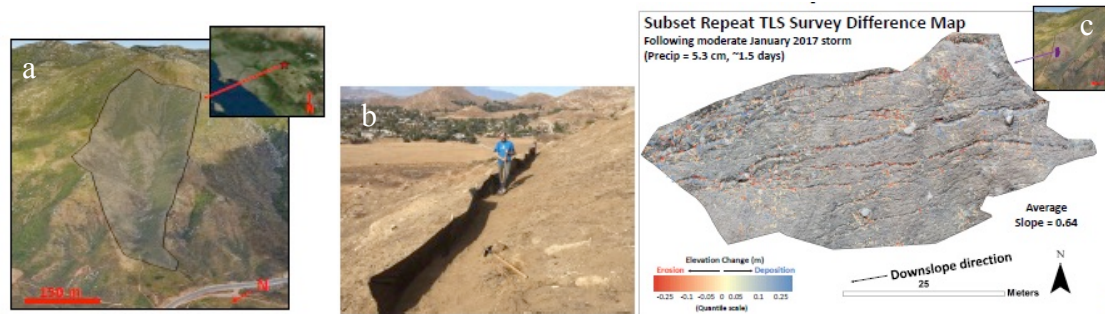 a
250 m
N
b
Subset Repeat TLS Survey Difference Map
Following moderate January 2017 storm
(Precip = 5.3 cm, ~1.5 days)
c
Average
Slope = 0.64
Elevation Change (m)
Erosion
Deposition
-0.25 -0.1 -0.05 0 0.05 0.1 0.25
(Quantile scale)
Downslope direction
25
Meters
N